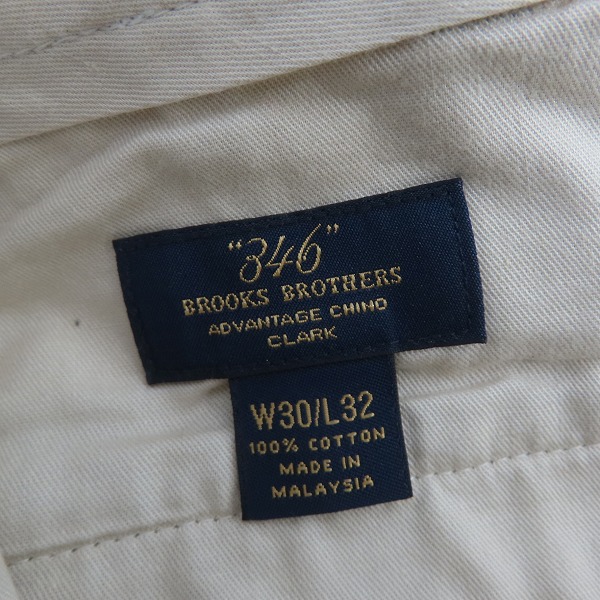 "346"
BROOKS BROTHERS
ADVANTAGE CHINO
CLARK
W30/L32
100% COTTON
MADE IN
MALAYSIA